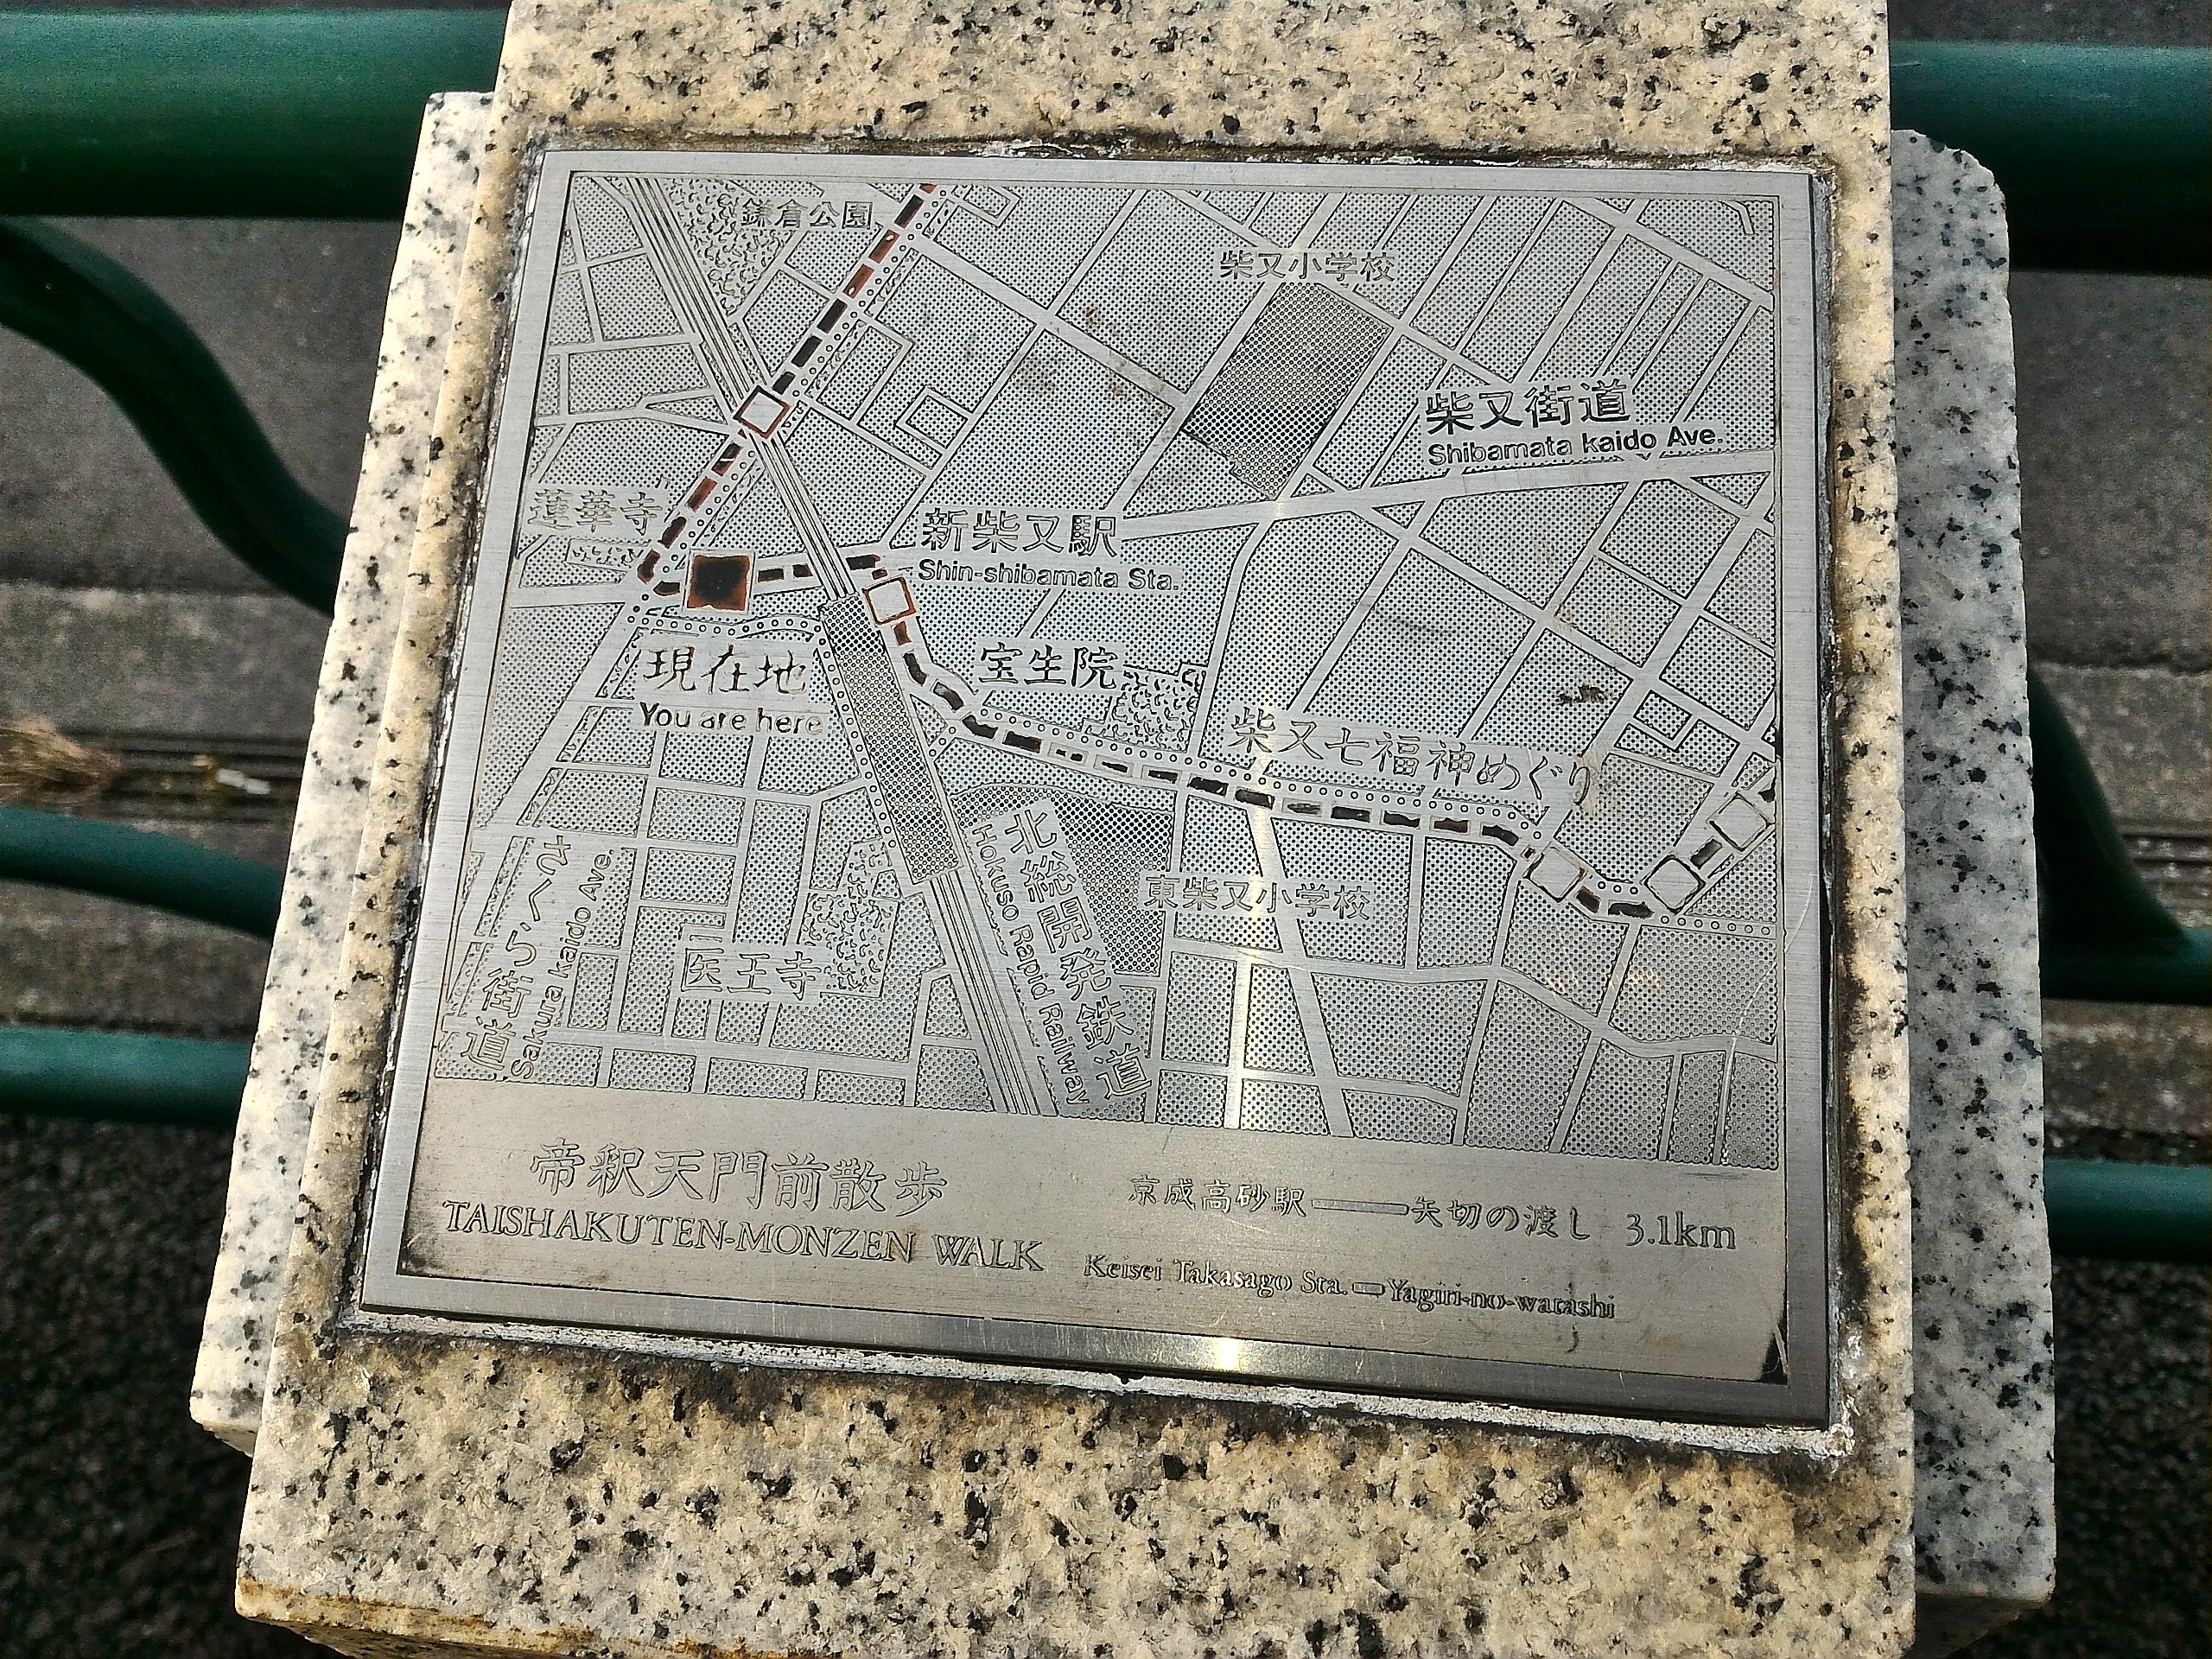 鎌倉公園
柴又小学校
柴又街道
Shibamata kaido Ave.
蓮華寺
新柴又駅
Shin-shibamata Sta.
現在地
You are here
宝生院
柴又七福神めぐり
さくら街道
Sakura kaido Ave.
医王寺
北総開発鉄道
Hokuso Rapid Railway
東柴又小学校
帝釈天門前散歩
TAISHAKUTEN-MONZEN WALK
京成高砂駅──矢切の渡し 3.1km
Keisei Takasago Sta.―Yagiri-no-watashi